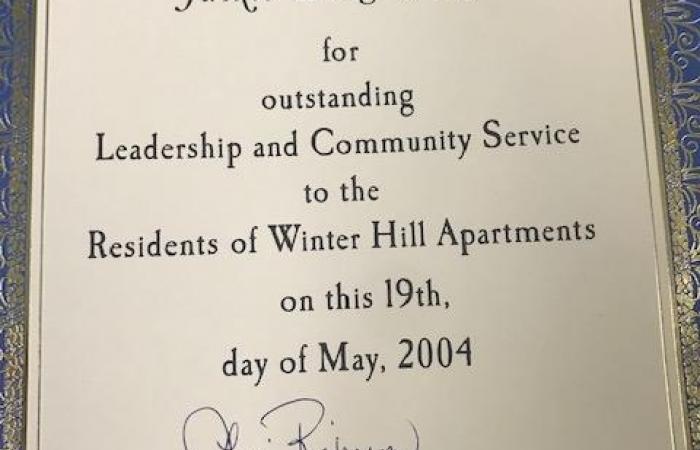 for
outstanding
Leadership and Community Service
to the
Residents of Winter Hill Apartments
on this 19th,
day of May, 2004